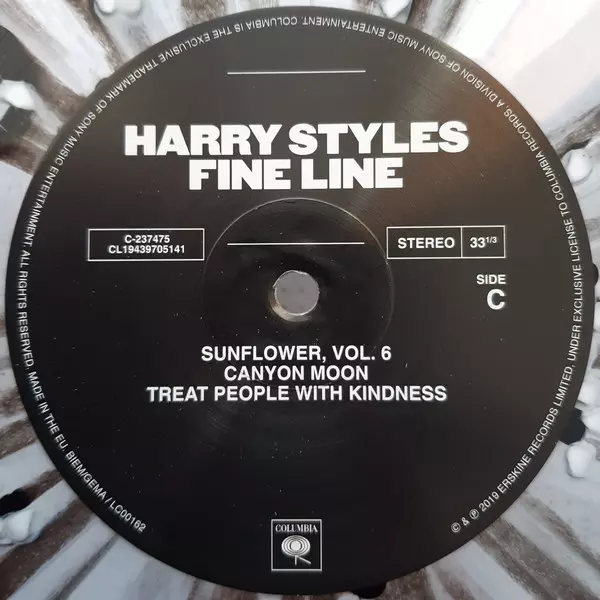 HARRY STYLES
FINE LINE
C-237475
CL19439705141
STEREO 33 1/3
SIDE
C
SUNFLOWER, VOL. 6
CANYON MOON
TREAT PEOPLE WITH KINDNESS
COLUMBIA
© & ℗ 2019 ERSKINE RECORDS LIMITED, UNDER EXCLUSIVE LICENSE TO COLUMBIA RECORDS, A DIVISION OF SONY MUSIC ENTERTAINMENT. COLUMBIA IS THE EXCLUSIVE TRADEMARK OF SONY MUSIC ENTERTAINMENT. ALL RIGHTS RESERVED. MADE IN THE EU. BIEM/GEMA / LC00162